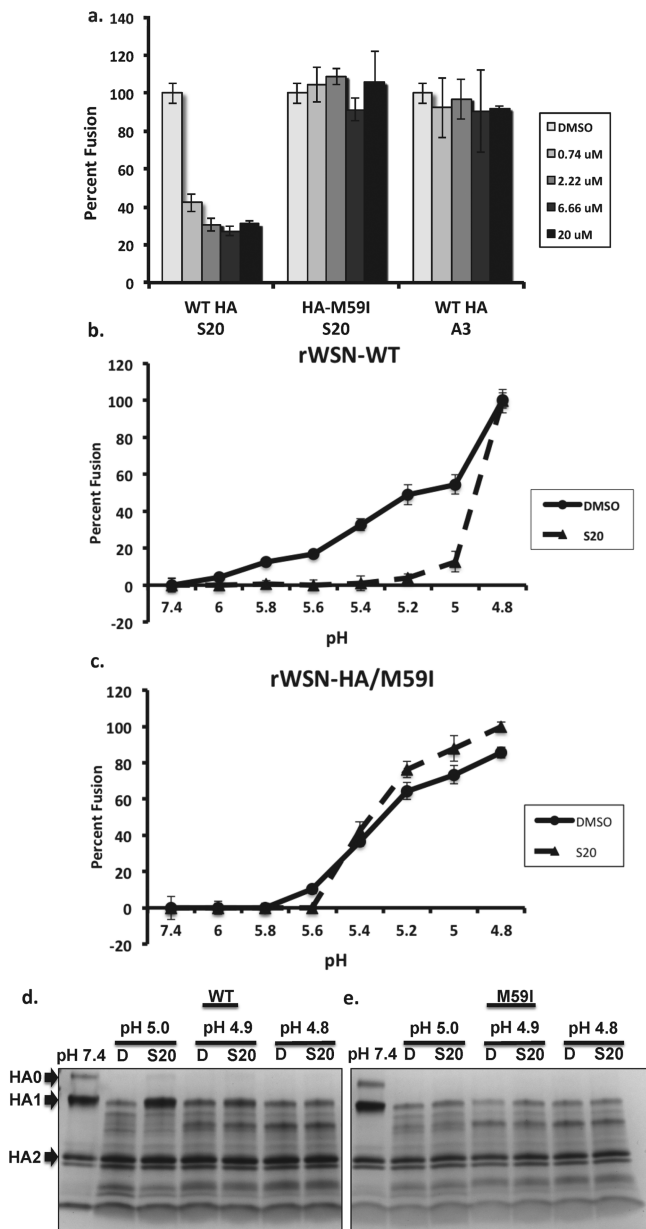 a.
140
120
100
80
60
40
20
0
Percent Fusion
WT HA
S20
HA-M59I
S20
WT HA
A3
DMSO
0.74 uM
2.22 uM
6.66 uM
20 uM
b.
rWSN-WT
120
100
80
60
40
20
0
-20
Percent Fusion
7.4 6 5.8 5.6 5.4 5.2 5 4.8
pH
DMSO
S20
c.
rWSN-HA/M59I
120
100
80
60
40
20
0
-20
Percent Fusion
7.4 6 5.8 5.6 5.4 5.2 5 4.8
pH
DMSO
S20
d.
WT
pH 7.4 pH 5.0 pH 4.9 pH 4.8
D S20 D S20 D S20
HA0
HA1
HA2
e.
M59I
pH 7.4 pH 5.0 pH 4.9 pH 4.8
D S20 D S20 D S20